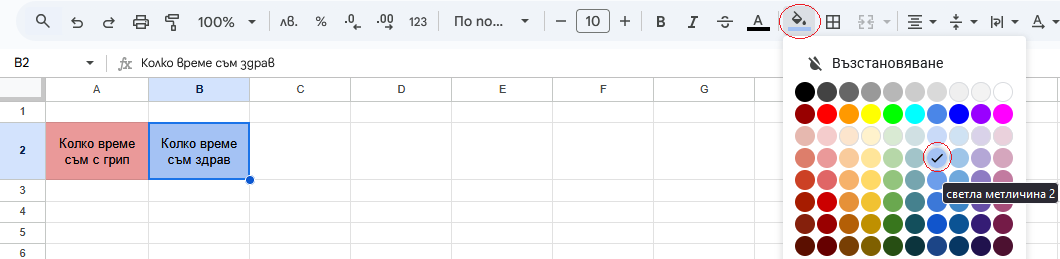 100% лв. % .0 .00 123 По по... − 10 + B I S A A
B2 fx Колко време съм здрав
Възстановяване
A B C D E F G
1
2 Колко време съм с грип Колко време съм здрав
3
4
5
6
светла метличина 2